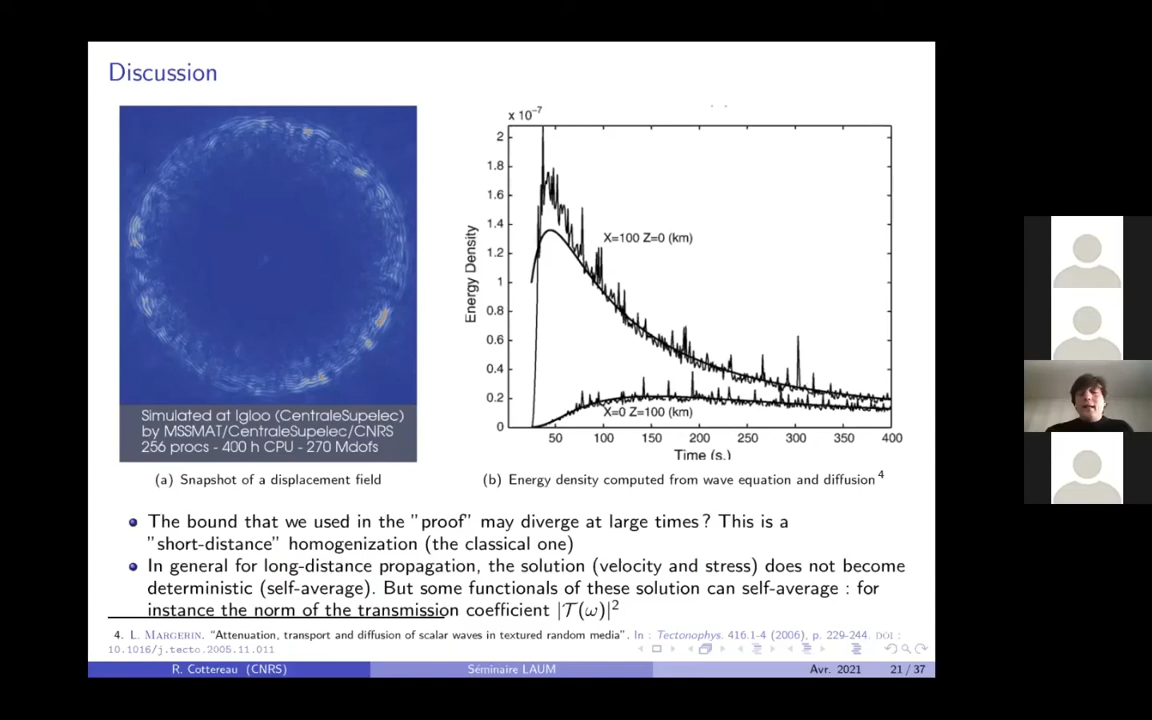 Discussion
Simulated at Igloo (CentraleSupelec)
by MSSMAT/CentraleSupelec/CNRS
256 procs - 400 h CPU - 270 Mdofs
x 10⁻⁷
2
1.8
1.6
1.4
1.2
1
0.8
0.6
0.4
0.2
0
Energy Density
X=100 Z=0 (km)
X=0 Z=100 (km)
50 100 150 200 250 300 350 400
Time (s.)
(a) Snapshot of a displacement field
(b) Energy density computed from wave equation and diffusion ⁴
The bound that we used in the "proof" may diverge at large times ? This is a
"short-distance" homogenization (the classical one)
In general for long-distance propagation, the solution (velocity and stress) does not become
deterministic (self-average). But some functionals of these solution can self-average : for
instance the norm of the transmission coefficient |𝒯(ω)|²
4. L. Margerin. "Attenuation, transport and diffusion of scalar waves in textured random media". In : Tectonophys. 416.1-4 (2006), p. 229-244. DOI :
10.1016/j.tecto.2005.11.011
R. Cottereau (CNRS) Séminaire LAUM Avr. 2021 21 / 37